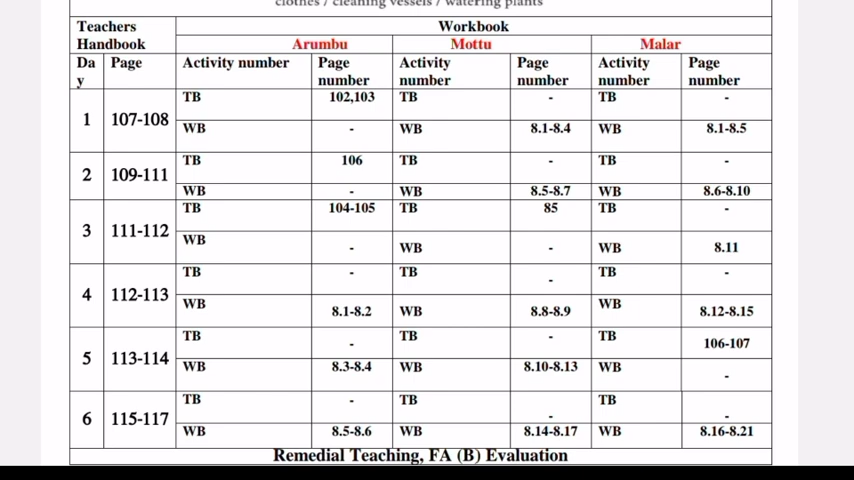 clothes / cleaning vessels / watering plants
Teachers Handbook Workbook
Arumbu Mottu Malar
Day Page Activity number Page number Activity number Page number Activity number Page number
1 107-108 TB 102,103 TB - TB -
WB - WB 8.1-8.4 WB 8.1-8.5
2 109-111 TB 106 TB - TB -
WB - WB 8.5-8.7 WB 8.6-8.10
3 111-112 TB 104-105 TB 85 TB -
WB - WB - WB 8.11
4 112-113 TB - TB - TB -
WB 8.1-8.2 WB 8.8-8.9 WB 8.12-8.15
5 113-114 TB - TB - TB 106-107
WB 8.3-8.4 WB 8.10-8.13 WB -
6 115-117 TB - TB - TB -
WB 8.5-8.6 WB 8.14-8.17 WB 8.16-8.21
Remedial Teaching, FA (B) Evaluation